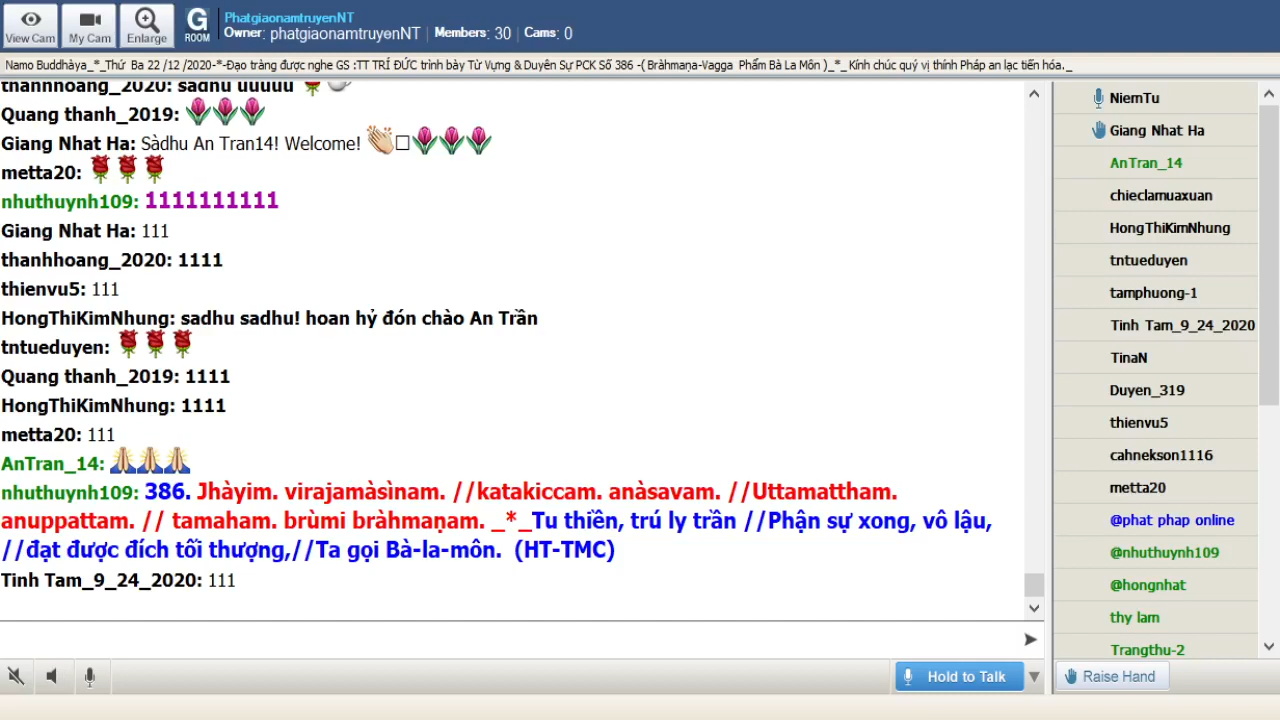 View Cam
My Cam
Enlarge
G
ROOM
PhatgiaonamtruyenNT
Owner: phatgiaonamtruyenNT | Members: 30 | Cams: 0
Namo Buddhàya_*_Thứ Ba 22 /12 /2020-*-Đạo tràng được nghe GS :TT TRÍ ĐỨC trình bày Từ Vựng & Duyên Sự PCK Số 386 -( Bràhmaṇa-Vagga Phẩm Bà La Môn )_*_ Kính chúc quý vị thính Pháp an lạc tiến hóa._
thanhhoang_2020: sadhu uuuuu
Quang thanh_2019:
Giang Nhat Ha: Sàdhu An Tran14! Welcome!
metta20:
nhuthuynh109: 1111111111
Giang Nhat Ha: 111
thanhhoang_2020: 1111
thienvu5: 111
HongThiKimNhung: sadhu sadhu! hoan hỷ đón chào An Trần
tntueduyen:
Quang thanh_2019: 1111
HongThiKimNhung: 1111
metta20: 111
AnTran_14:
nhuthuynh109: 386. Jhàyim. virajamàsìnam. //katakiccam. anàsavam. //Uttamattham.
anuppattam. // tamaham. brùmi bràhmaṇam. _*_Tu thiền, trú ly trần //Phận sự xong, vô lậu,
//đạt được đích tối thượng,//Ta gọi Bà-la-môn. (HT-TMC)
Tinh Tam_9_24_2020: 111
NiemTu
Giang Nhat Ha
AnTran_14
chieclamuaxuan
HongThiKimNhung
tntueduyen
tamphuong-1
Tinh Tam_9_24_2020
TinaN
Duyen_319
thienvu5
cahnekson1116
metta20
@phat phap online
@nhuthuynh109
@hongnhat
thy lam
Trangthu-2
Hold to Talk
Raise Hand